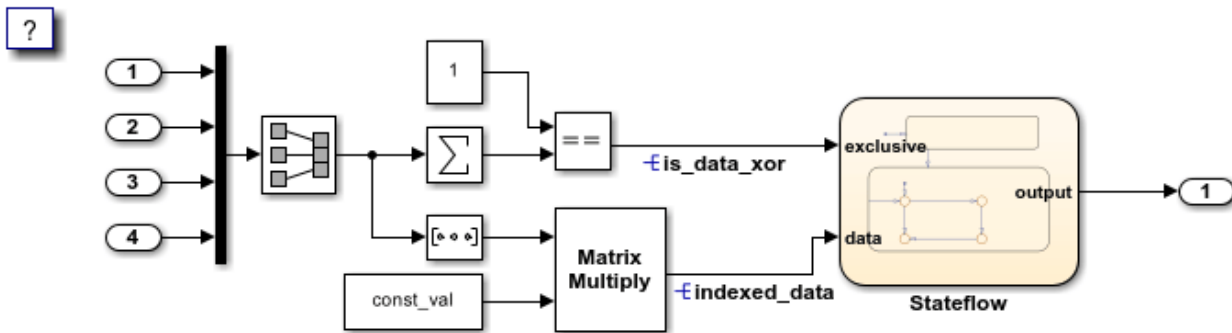 ?
1
2
3
4
1
==
is_data_xor
const_val
Matrix
Multiply
indexed_data
exclusive
data
output
Stateflow
1